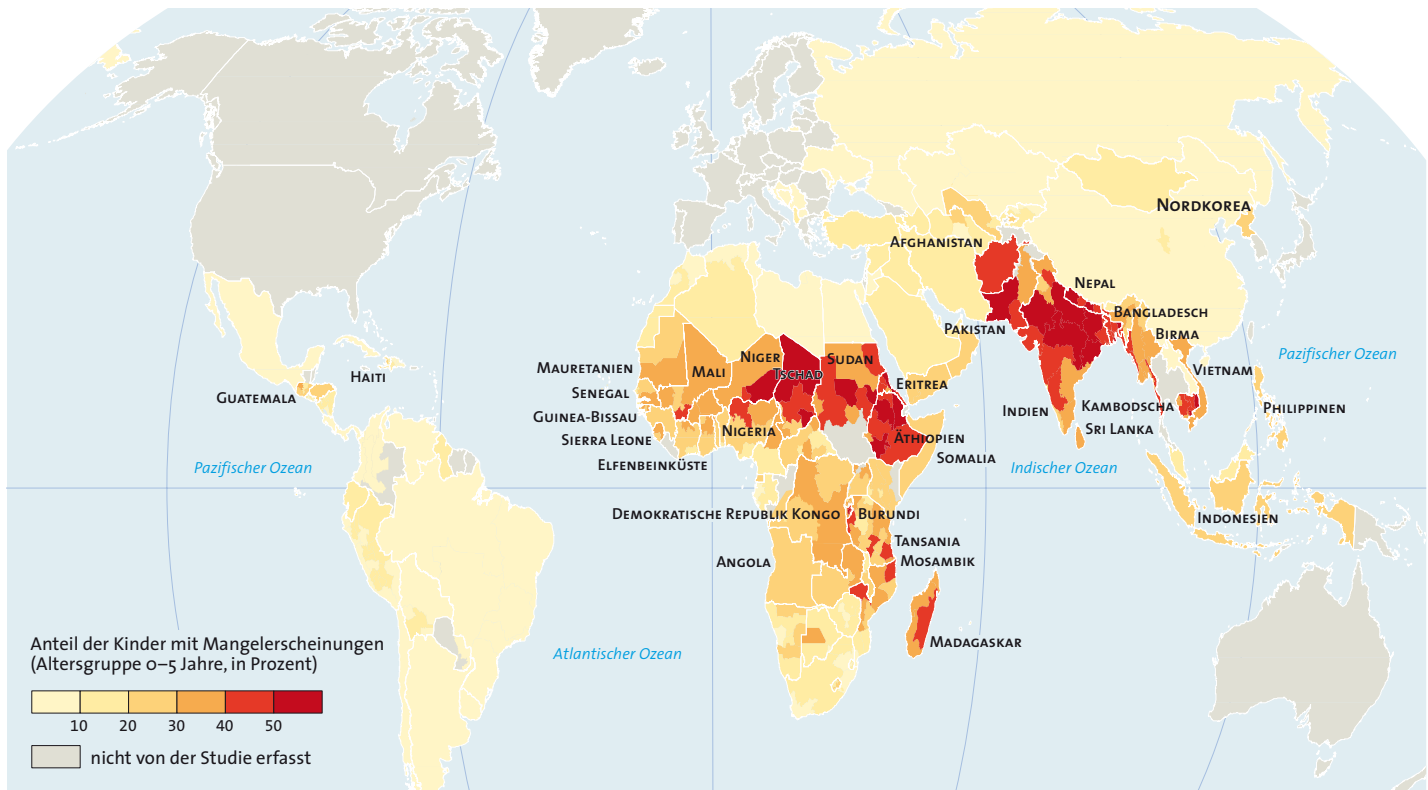 Nordkorea
Afghanistan
Nepal
Bangladesch
Pakistan
Birma
Pazifischer Ozean
Niger
Sudan
Mauretanien
Mali
Tschad
Vietnam
Haiti
Senegal
Eritrea
Guatemala
Guinea-Bissau
Indien
Kambodscha
Philippinen
Nigeria
Sri Lanka
Sierra Leone
Äthiopien
Elfenbeinküste
Somalia
Pazifischer Ozean
Indischer Ozean
Demokratische Republik Kongo
Burundi
Indonesien
Tansania
Angola
Mosambik
Madagaskar
Atlantischer Ozean
Anteil der Kinder mit Mangelerscheinungen
(Altersgruppe 0–5 Jahre, in Prozent)
10 20 30 40 50
nicht von der Studie erfasst